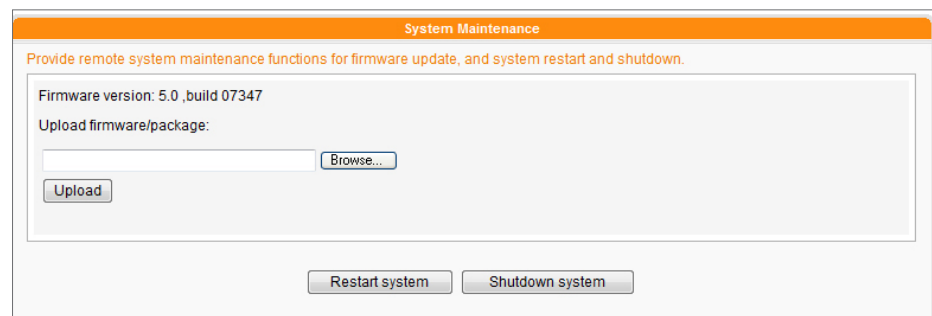 System Maintenance
Provide remote system maintenance functions for firmware update, and system restart and shutdown.
Firmware version: 5.0 ,build 07347
Upload firmware/package:
Browse...
Upload
Restart system Shutdown system